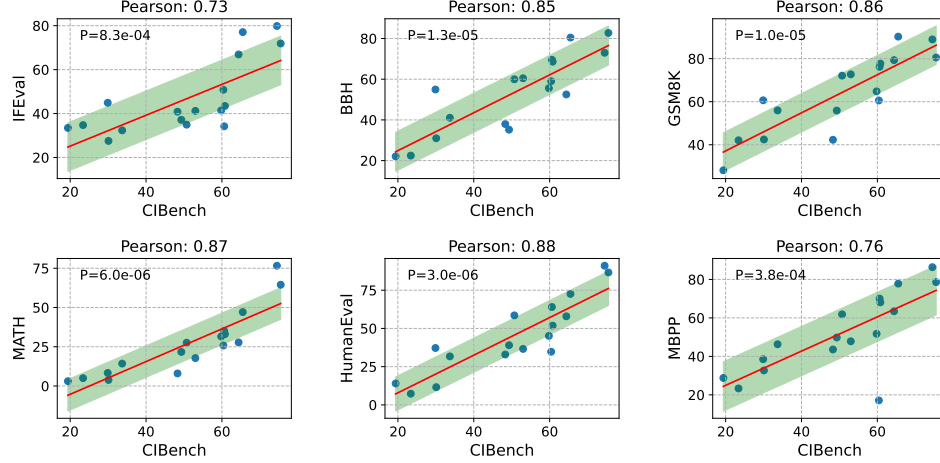 Pearson: 0.73
P=8.3e-04
IFEval
80
60
40
20
20 40 60
CIBench
Pearson: 0.85
P=1.3e-05
BBH
80
60
40
20
20 40 60
CIBench
Pearson: 0.86
P=1.0e-05
GSM8K
80
60
40
20 40 60
CIBench
Pearson: 0.87
P=6.0e-06
MATH
75
50
25
0
20 40 60
CIBench
Pearson: 0.88
P=3.0e-06
HumanEval
75
50
25
0
20 40 60
CIBench
Pearson: 0.76
P=3.8e-04
MBPP
80
60
40
20
20 40 60
CIBench